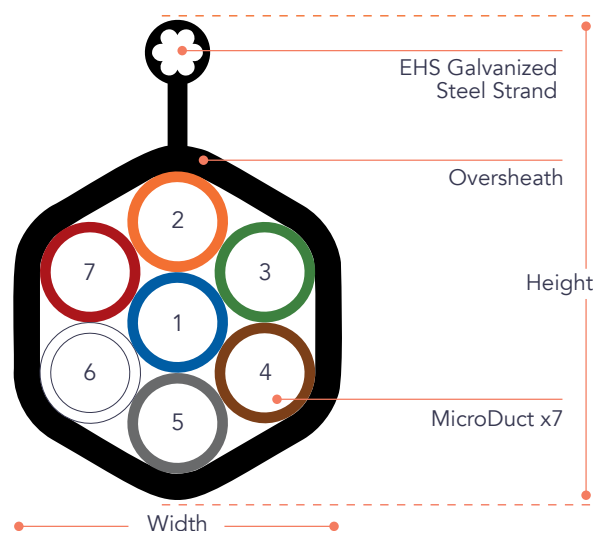 EHS Galvanized
Steel Strand
Oversheath
2
7
3
Height
1
6
4
MicroDuct x7
5
Width